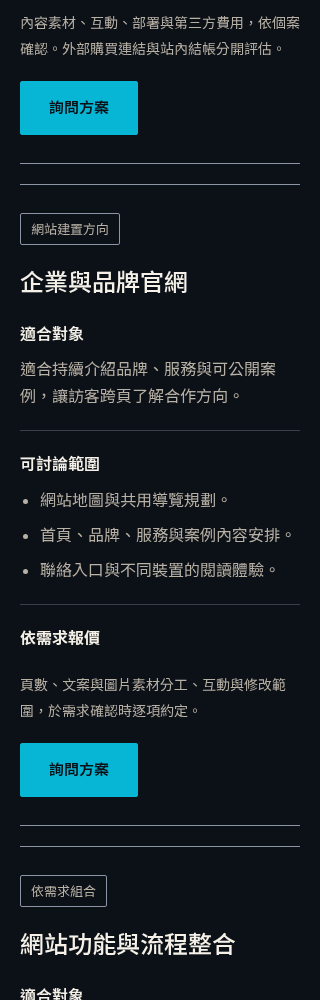 內容素材、互動、部署與第三方費用，依個案
確認。外部購買連結與站內結帳分開評估。
詢問方案
網站建置方向
企業與品牌官網
適合對象
適合持續介紹品牌、服務與可公開案
例，讓訪客跨頁了解合作方向。
可討論範圍
• 網站地圖與共用導覽規劃。
• 首頁、品牌、服務與案例內容安排。
• 聯絡入口與不同裝置的閱讀體驗。
依需求報價
頁數、文案與圖片素材分工、互動與修改範
圍，於需求確認時逐項約定。
詢問方案
依需求組合
網站功能與流程整合
適合對象